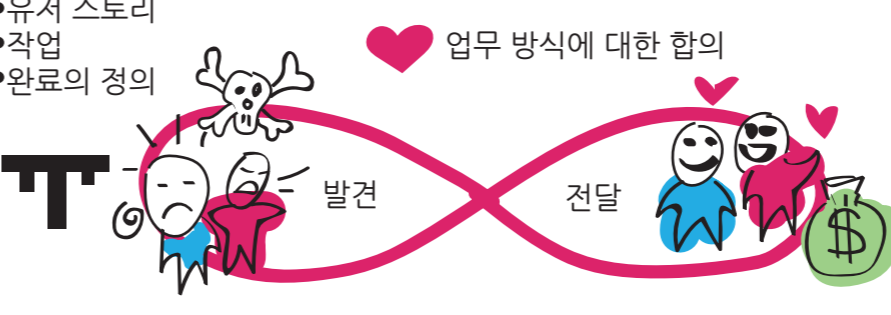 •유저 스토리
•작업
•완료의 정의
업무 방식에 대한 합의
발견
전달
$